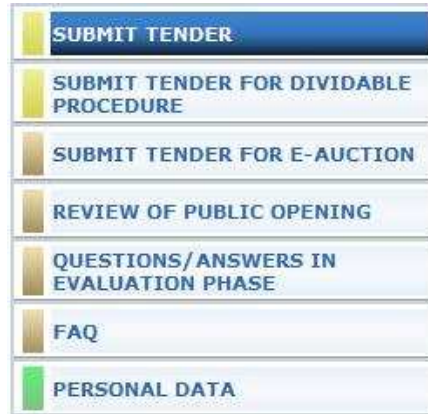 SUBMIT TENDER
SUBMIT TENDER FOR DIVIDABLE
PROCEDURE
SUBMIT TENDER FOR E-AUCTION
REVIEW OF PUBLIC OPENING
QUESTIONS/ANSWERS IN
EVALUATION PHASE
FAQ
PERSONAL DATA